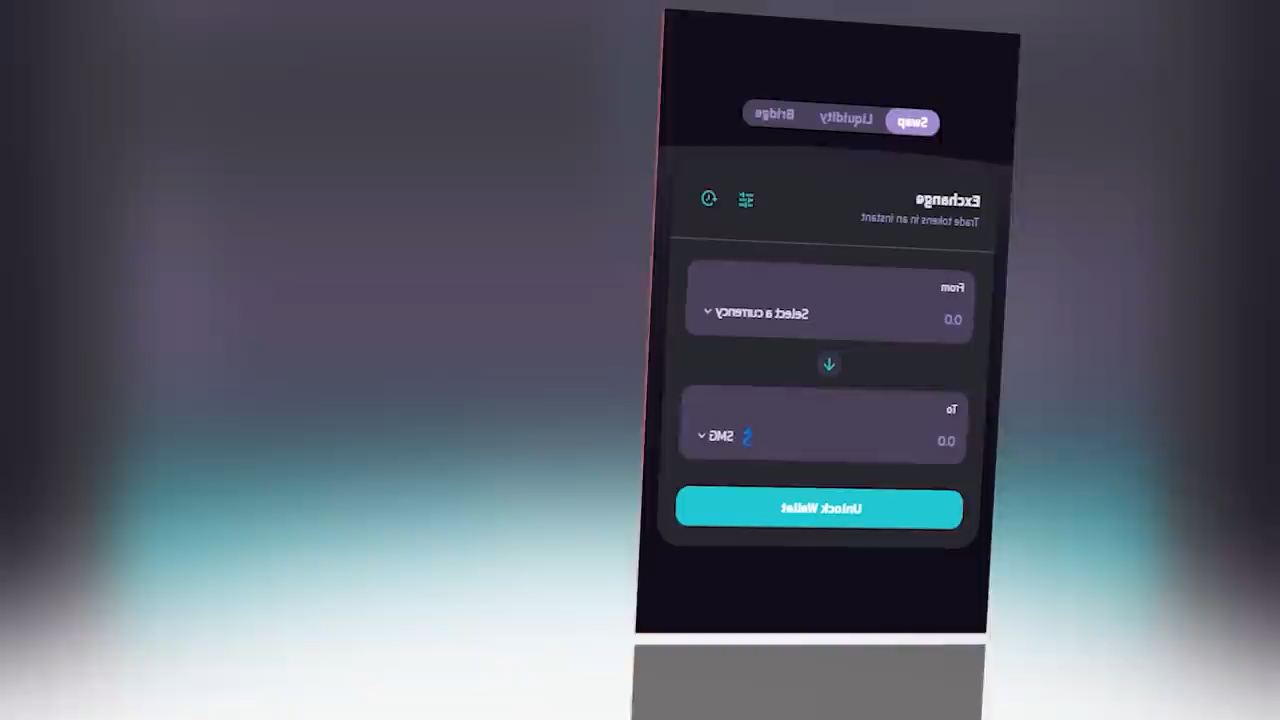 Swap Liquidity Bridge
Exchange
Trade tokens in an instant
From
0.0 Select a currency
To
0.0 SMG
Unlock Wallet